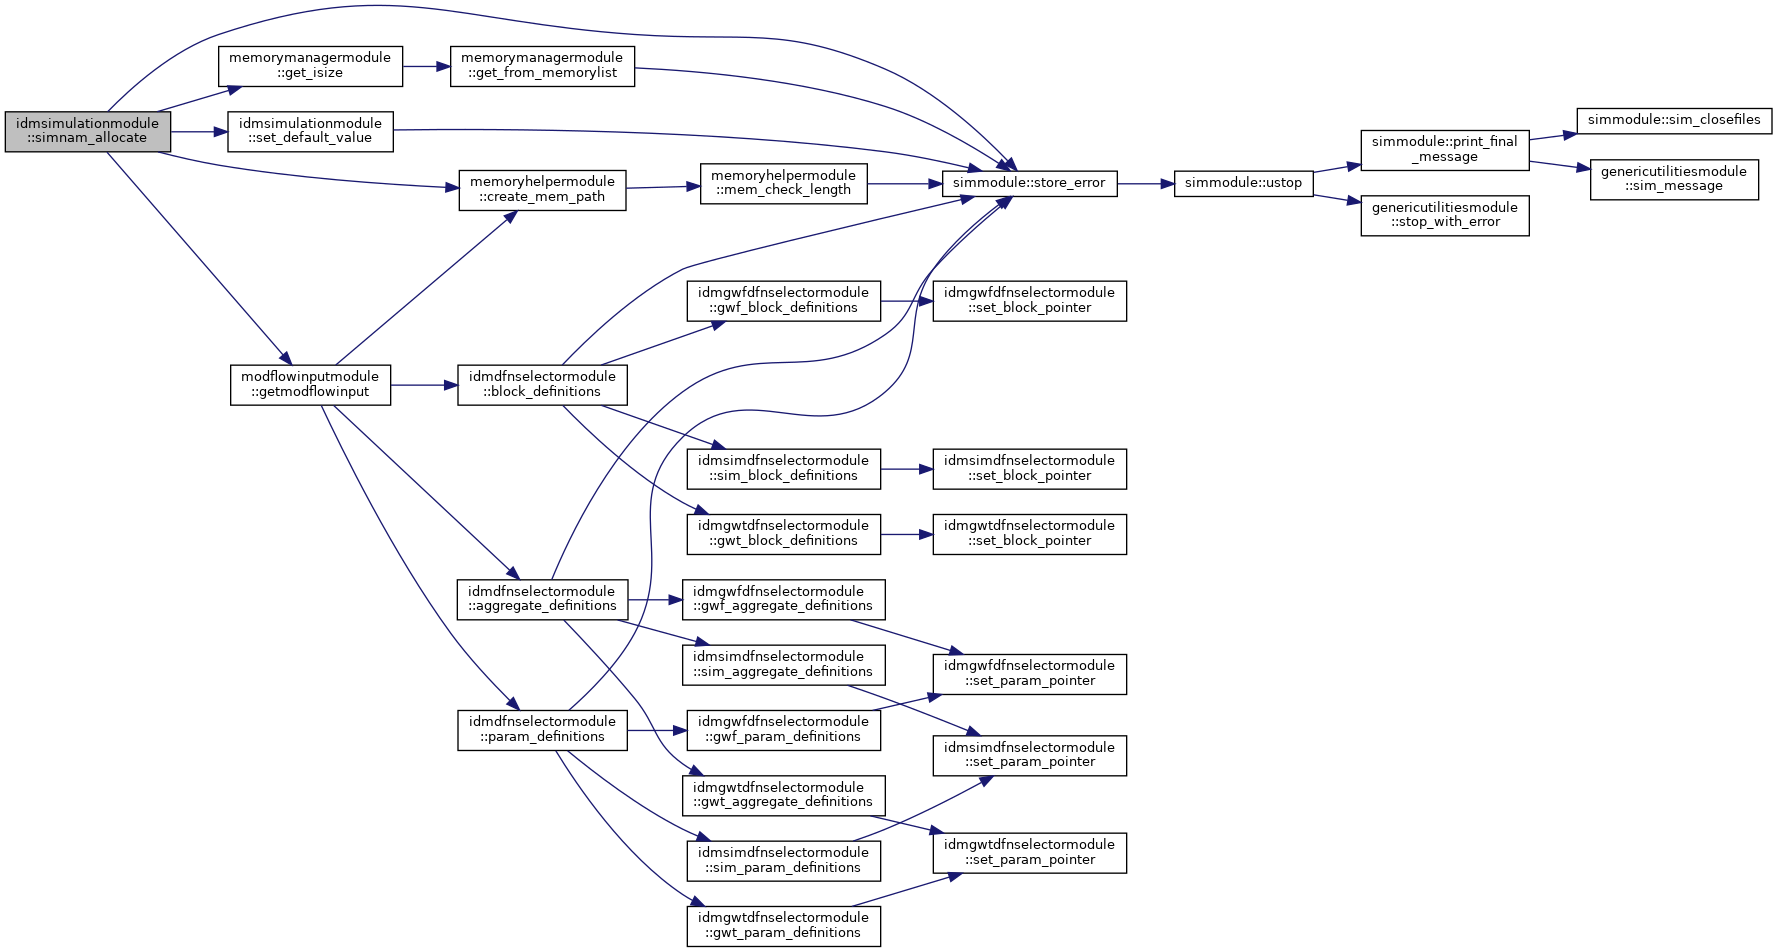 idmsimulationmodule
::simnam_allocate
memorymanagermodule
::get_isize
memorymanagermodule
::get_from_memorylist
idmsimulationmodule
::set_default_value
memoryhelpermodule
::create_mem_path
memoryhelpermodule
::mem_check_length
simmodule::store_error
simmodule::ustop
simmodule::print_final
_message
simmodule::sim_closefiles
genericutilitiesmodule
::sim_message
genericutilitiesmodule
::stop_with_error
modflowinputmodule
::getmodflowinput
idmdfnselectormodule
::block_definitions
idmgwfdfnselectormodule
::gwf_block_definitions
idmgwfdfnselectormodule
::set_block_pointer
idmsimdfnselectormodule
::sim_block_definitions
idmsimdfnselectormodule
::set_block_pointer
idmgwtdfnselectormodule
::gwt_block_definitions
idmgwtdfnselectormodule
::set_block_pointer
idmdfnselectormodule
::aggregate_definitions
idmgwfdfnselectormodule
::gwf_aggregate_definitions
idmsimdfnselectormodule
::sim_aggregate_definitions
idmgwfdfnselectormodule
::set_param_pointer
idmdfnselectormodule
::param_definitions
idmgwfdfnselectormodule
::gwf_param_definitions
idmsimdfnselectormodule
::set_param_pointer
idmgwtdfnselectormodule
::gwt_aggregate_definitions
idmsimdfnselectormodule
::sim_param_definitions
idmgwtdfnselectormodule
::set_param_pointer
idmgwtdfnselectormodule
::gwt_param_definitions